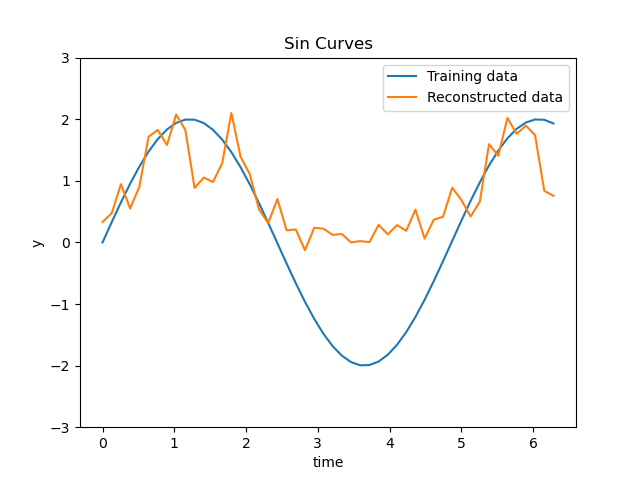 Sin Curves
Training data
Reconstructed data
3
2
1
0
−1
−2
−3
y
0
1
2
3
4
5
6
time